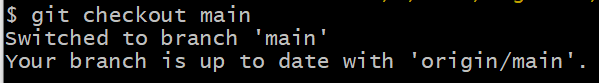 $ git checkout main
Switched to branch 'main'
Your branch is up to date with 'origin/main'.